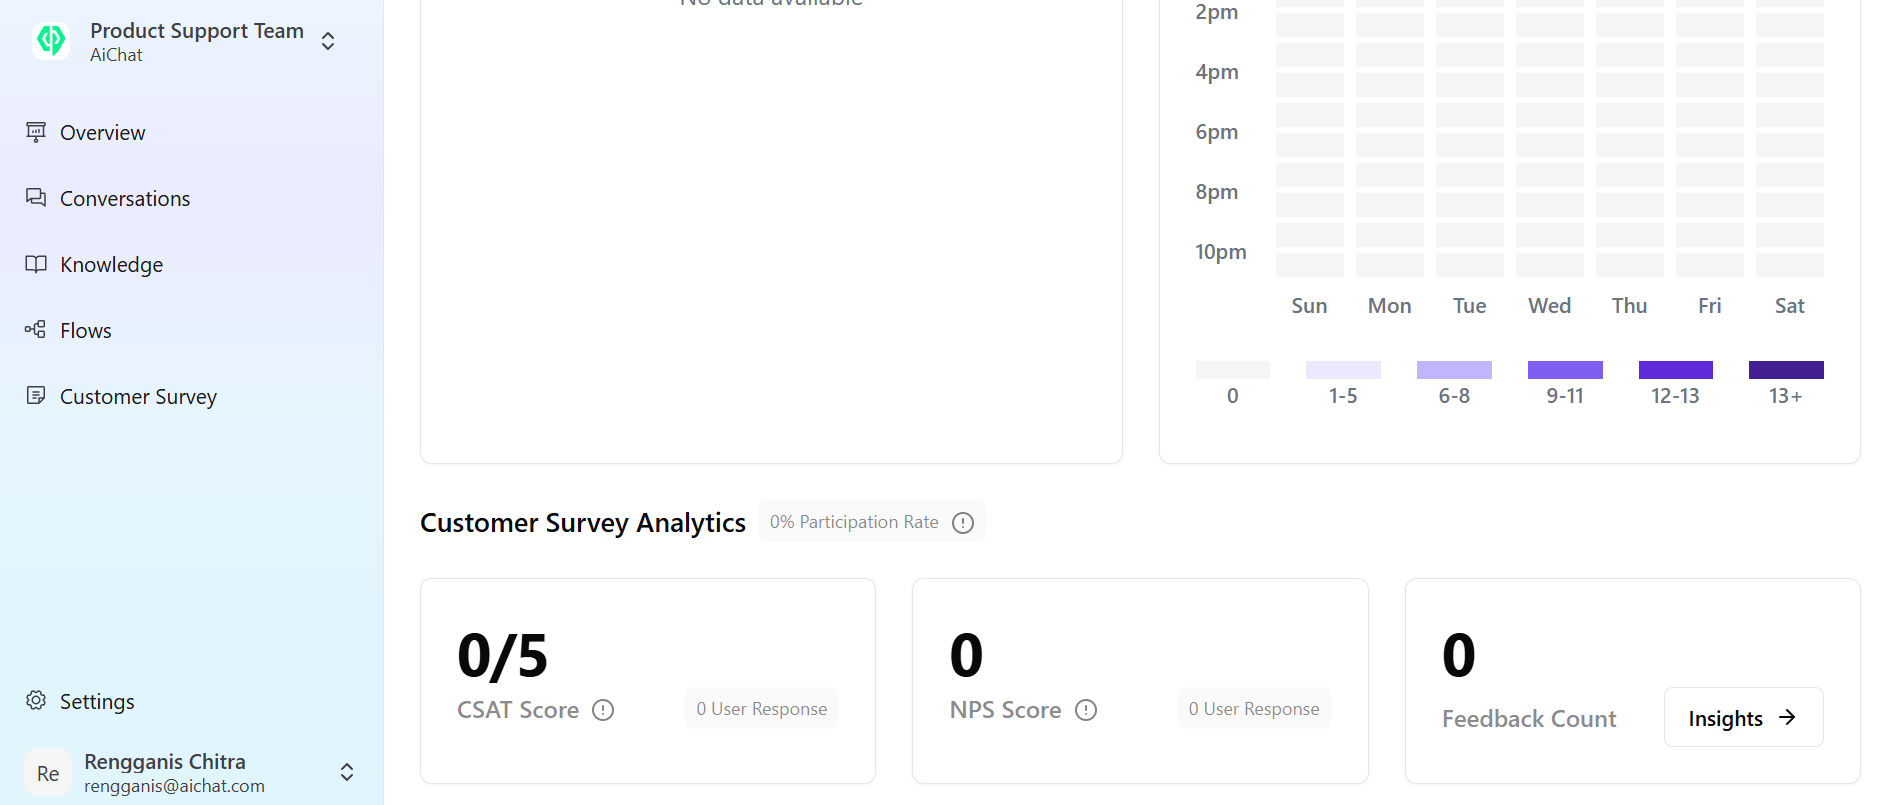 Product Support Team
AiChat
Overview
Conversations
Knowledge
Flows
Customer Survey
Settings
Re
Rengganis Chitra
rengganis@aichat.com
No data available
2pm
4pm
6pm
8pm
10pm
Sun Mon Tue Wed Thu Fri Sat
0 1-5 6-8 9-11 12-13 13+
Customer Survey Analytics
0% Participation Rate
0/5
CSAT Score
0 User Response
0
NPS Score
0 User Response
0
Feedback Count
Insights